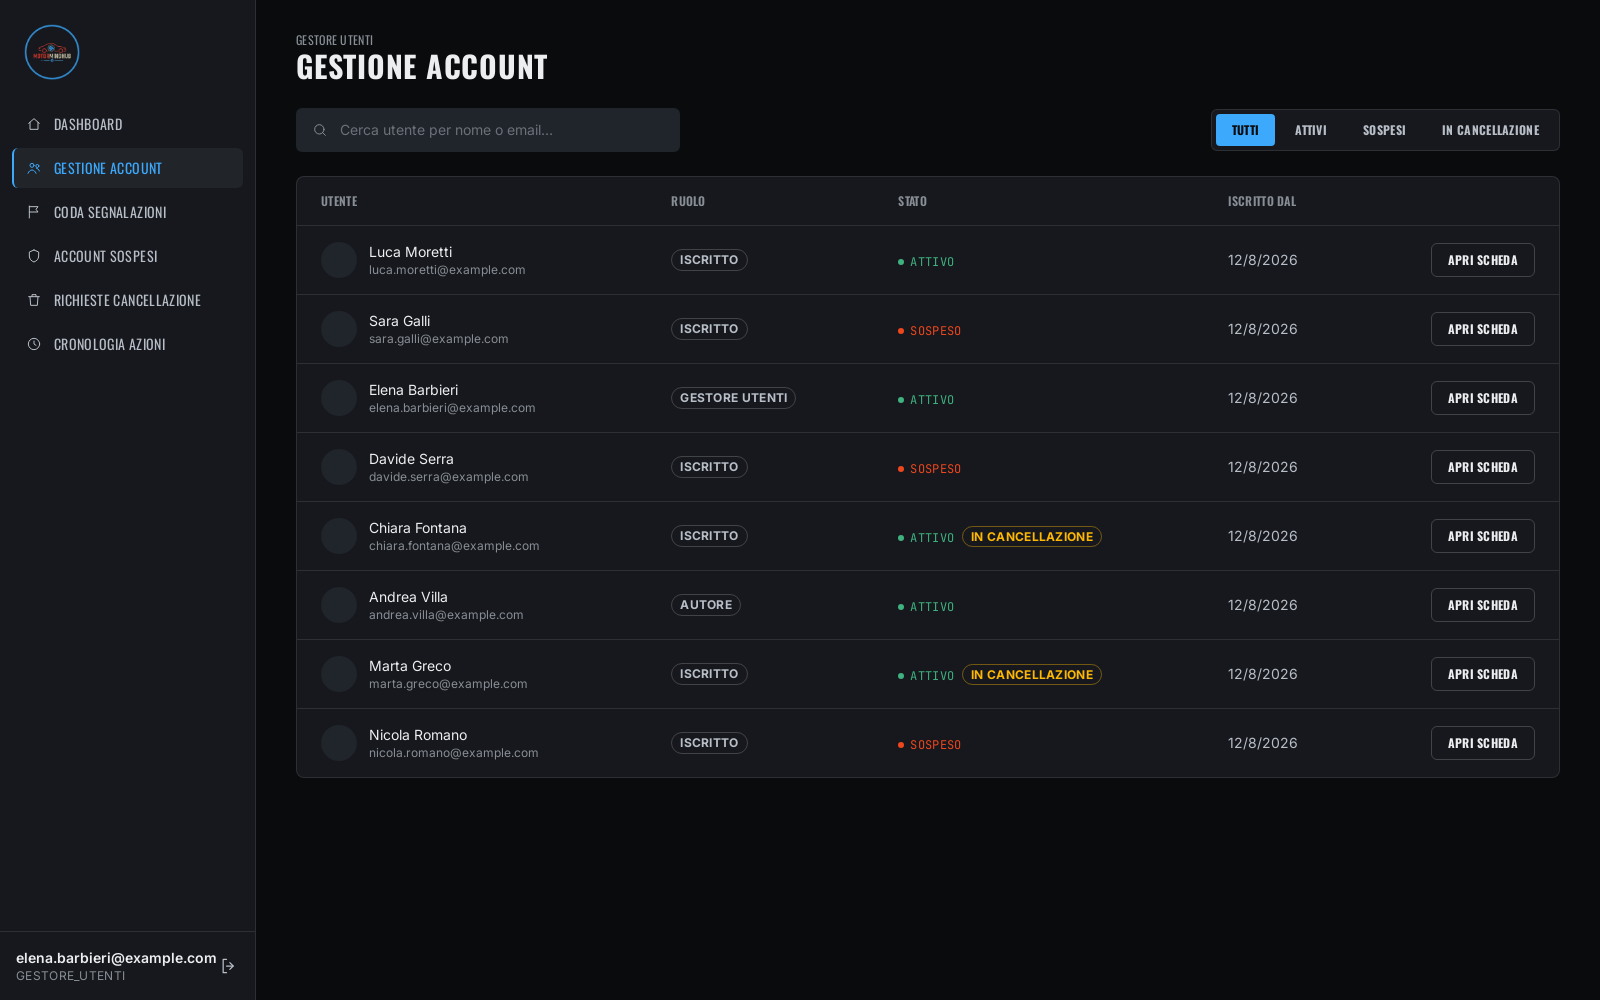 DASHBOARD
GESTIONE ACCOUNT
CODA SEGNALAZIONI
ACCOUNT SOSPESI
RICHIESTE CANCELLAZIONE
CRONOLOGIA AZIONI
elena.barbieri@example.com
GESTORE_UTENTI
GESTORE UTENTI
GESTIONE ACCOUNT
Cerca utente per nome o email...
TUTTI ATTIVI SOSPESI IN CANCELLAZIONE
UTENTE RUOLO STATO ISCRITTO DAL
Luca Moretti
luca.moretti@example.com
ISCRITTO ATTIVO 12/8/2026 APRI SCHEDA
Sara Galli
sara.galli@example.com
ISCRITTO SOSPESO 12/8/2026 APRI SCHEDA
Elena Barbieri
elena.barbieri@example.com
GESTORE UTENTI ATTIVO 12/8/2026 APRI SCHEDA
Davide Serra
davide.serra@example.com
ISCRITTO SOSPESO 12/8/2026 APRI SCHEDA
Chiara Fontana
chiara.fontana@example.com
ISCRITTO ATTIVO IN CANCELLAZIONE 12/8/2026 APRI SCHEDA
Andrea Villa
andrea.villa@example.com
AUTORE ATTIVO 12/8/2026 APRI SCHEDA
Marta Greco
marta.greco@example.com
ISCRITTO ATTIVO IN CANCELLAZIONE 12/8/2026 APRI SCHEDA
Nicola Romano
nicola.romano@example.com
ISCRITTO SOSPESO 12/8/2026 APRI SCHEDA